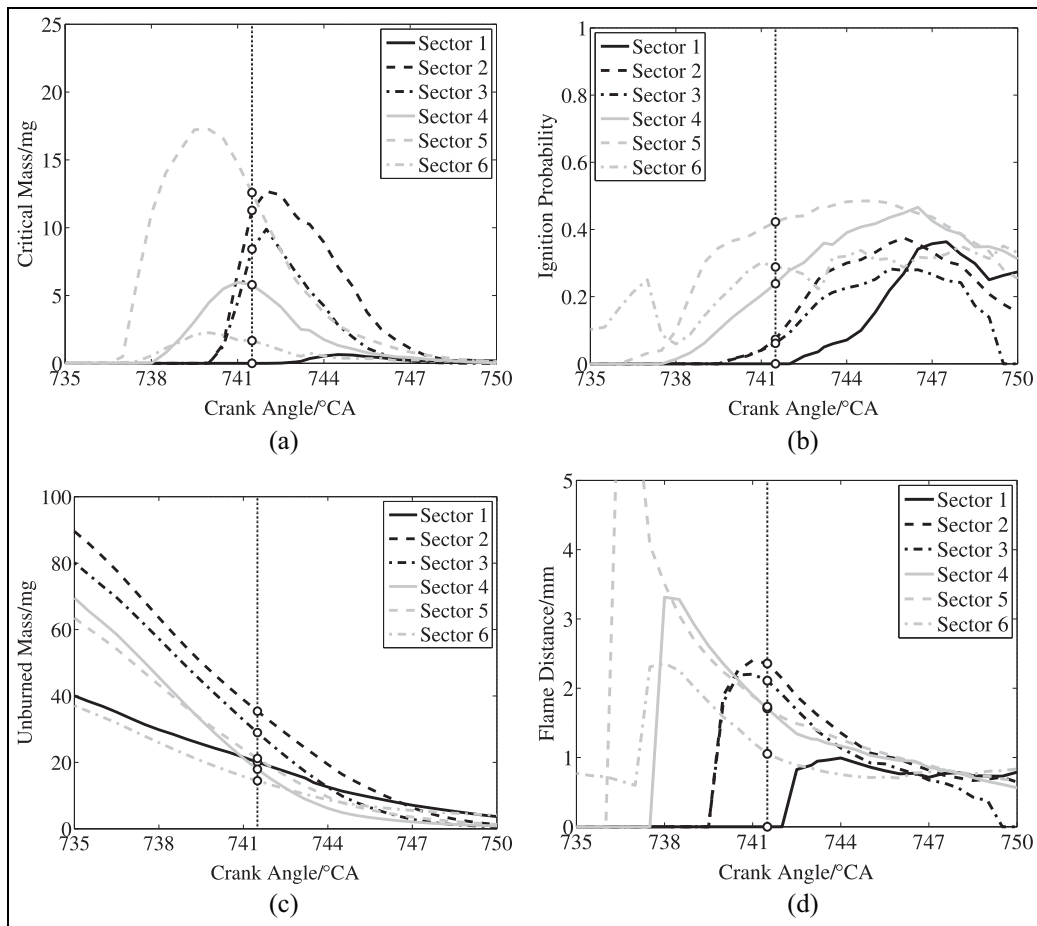 25
20
15
10
5
0
735
738
741
744
747
750
Critical Mass/mg
Crank Angle/°CA
Sector 1
Sector 2
Sector 3
Sector 4
Sector 5
Sector 6
(a)
1
0.8
0.6
0.4
0.2
0
735
738
741
744
747
750
Ignition Probability
Crank Angle/°CA
Sector 1
Sector 2
Sector 3
Sector 4
Sector 5
Sector 6
(b)
100
80
60
40
20
0
735
738
741
744
747
750
Unburned Mass/mg
Crank Angle/°CA
Sector 1
Sector 2
Sector 3
Sector 4
Sector 5
Sector 6
(c)
5
4
3
2
1
0
735
738
741
744
747
750
Flame Distance/mm
Crank Angle/°CA
Sector 1
Sector 2
Sector 3
Sector 4
Sector 5
Sector 6
(d)